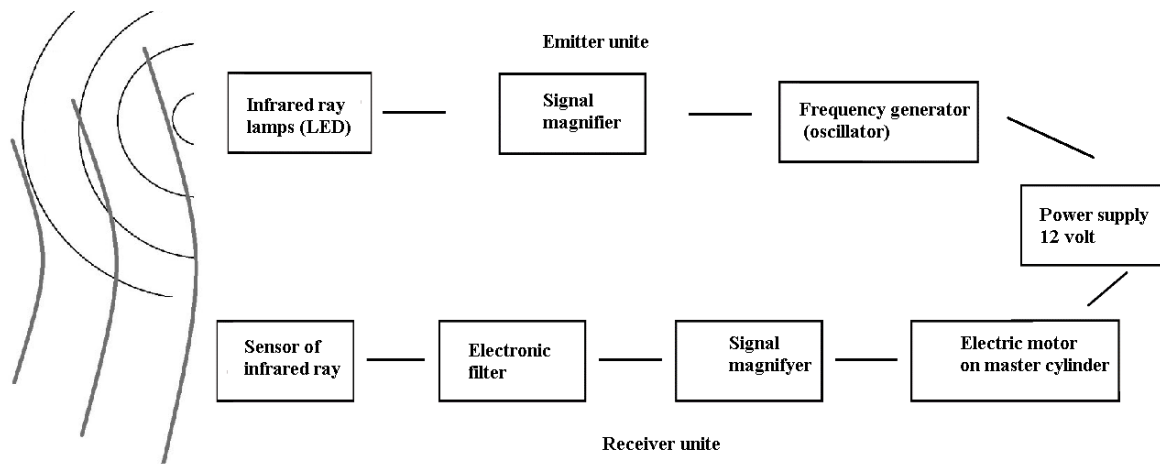 Emitter unite
Infrared ray
lamps (LED)
Signal
magnifier
Frequency generator
(oscillator)
Power supply
12 volt
Sensor of
infrared ray
Electronic
filter
Signal
magnifyer
Electric motor
on master cylinder
Receiver unite